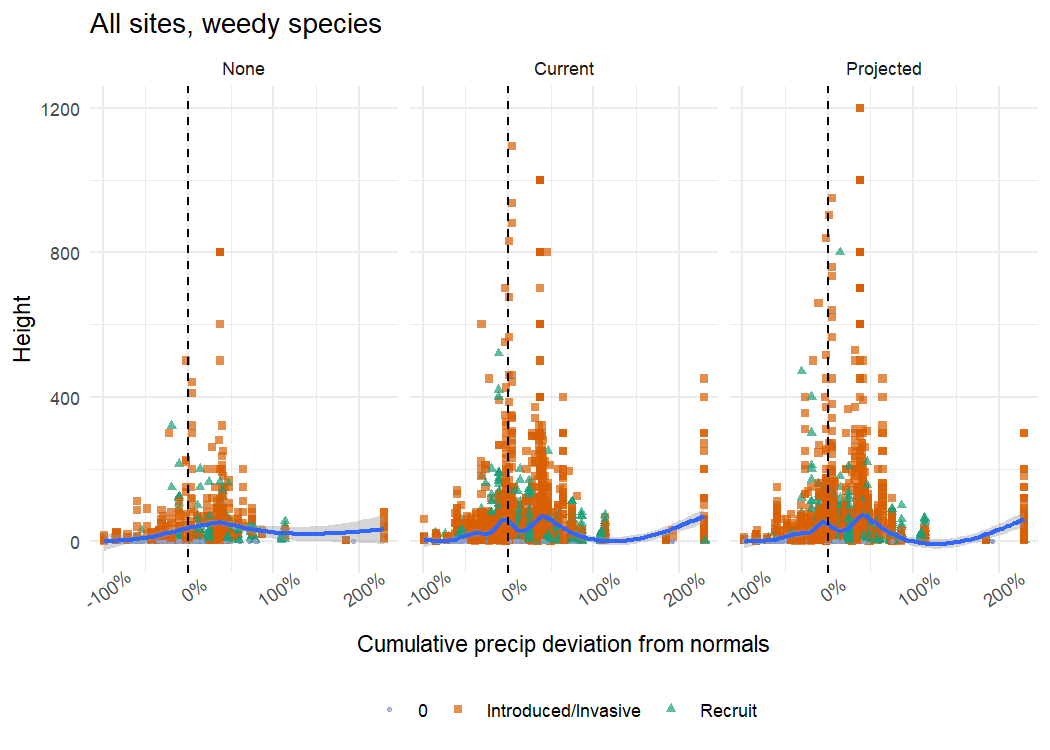 All sites, weedy species
None Current Projected
1200
800
400
0
Height
-100% 0% 100% 200% -100% 0% 100% 200% -100% 0% 100% 200%
Cumulative precip deviation from normals
0 Introduced/Invasive Recruit